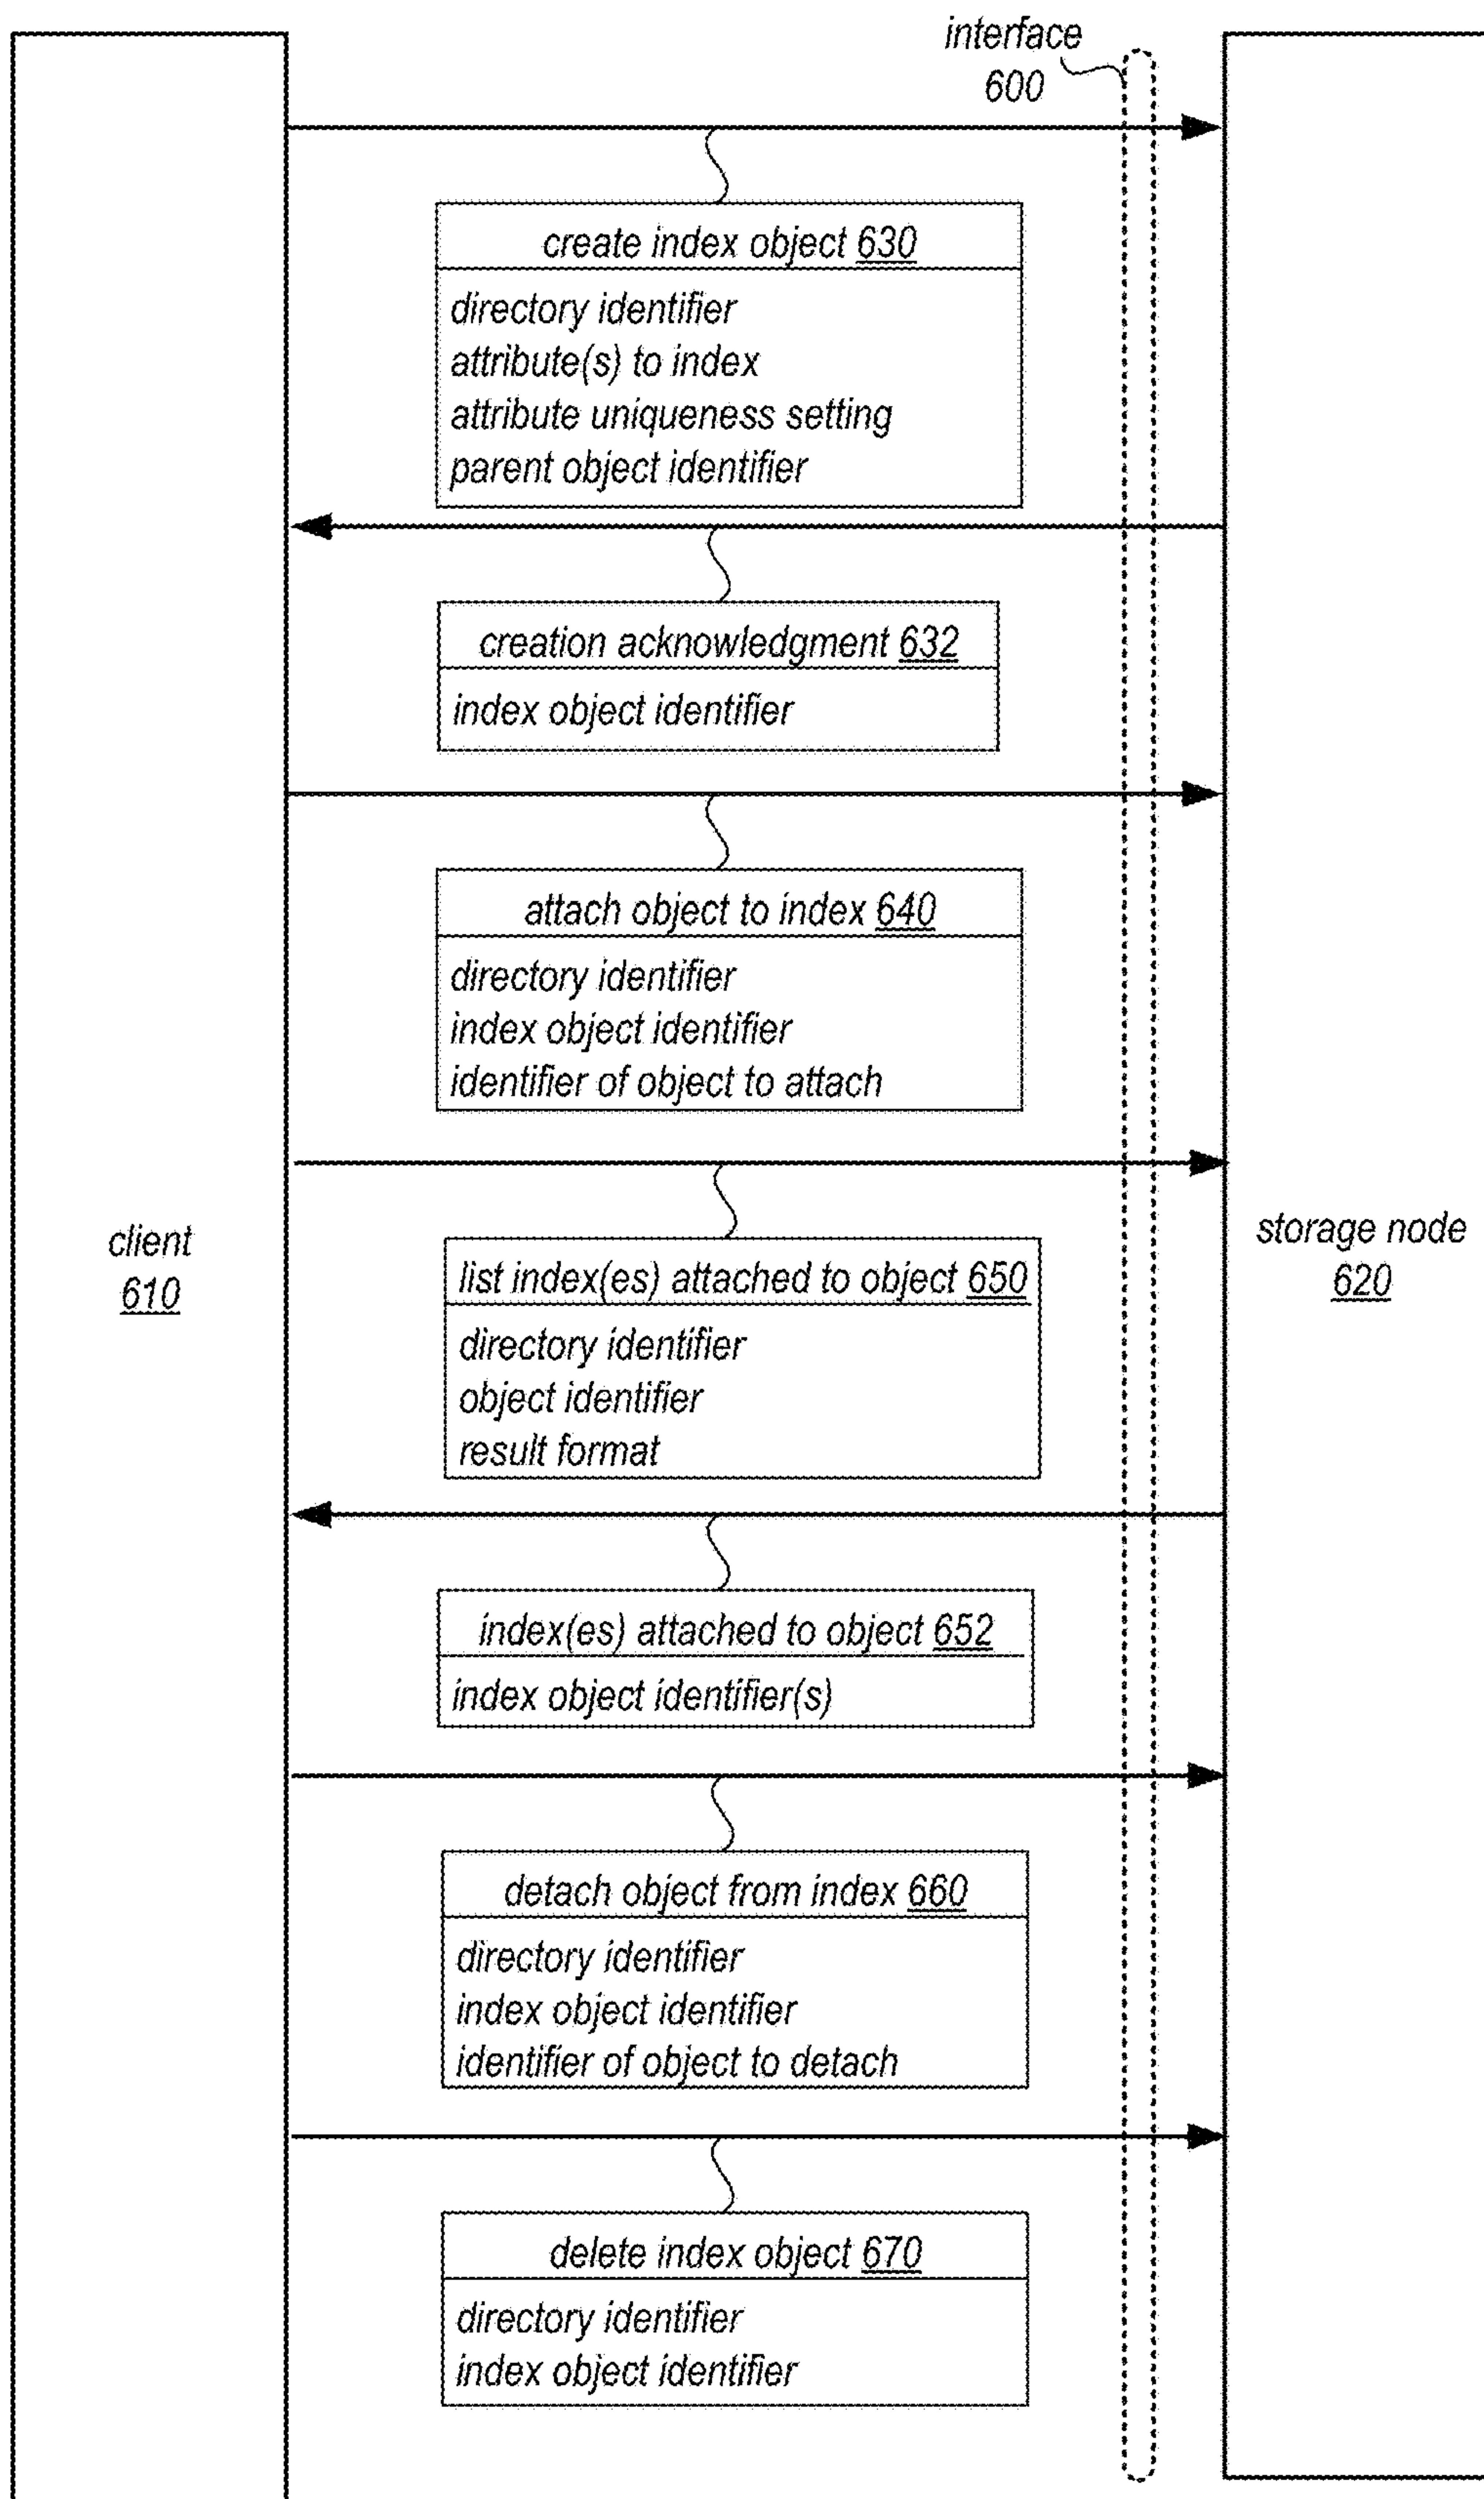 interface
600
create index object 630
directory identifier
attribute(s) to index
attribute uniqueness setting
parent object identifier
creation acknowledgment 632
index object identifier
attach object to index 640
directory identifier
index object identifier
identifier of object to attach
client
610
storage node
620
list index(es) attached to object 650
directory identifier
object identifier
result format
index(es) attached to object 652
index object identifier(s)
detach object from index 660
directory identifier
index object identifier
identifier of object to detach
delete index object 670
directory identifier
index object identifier